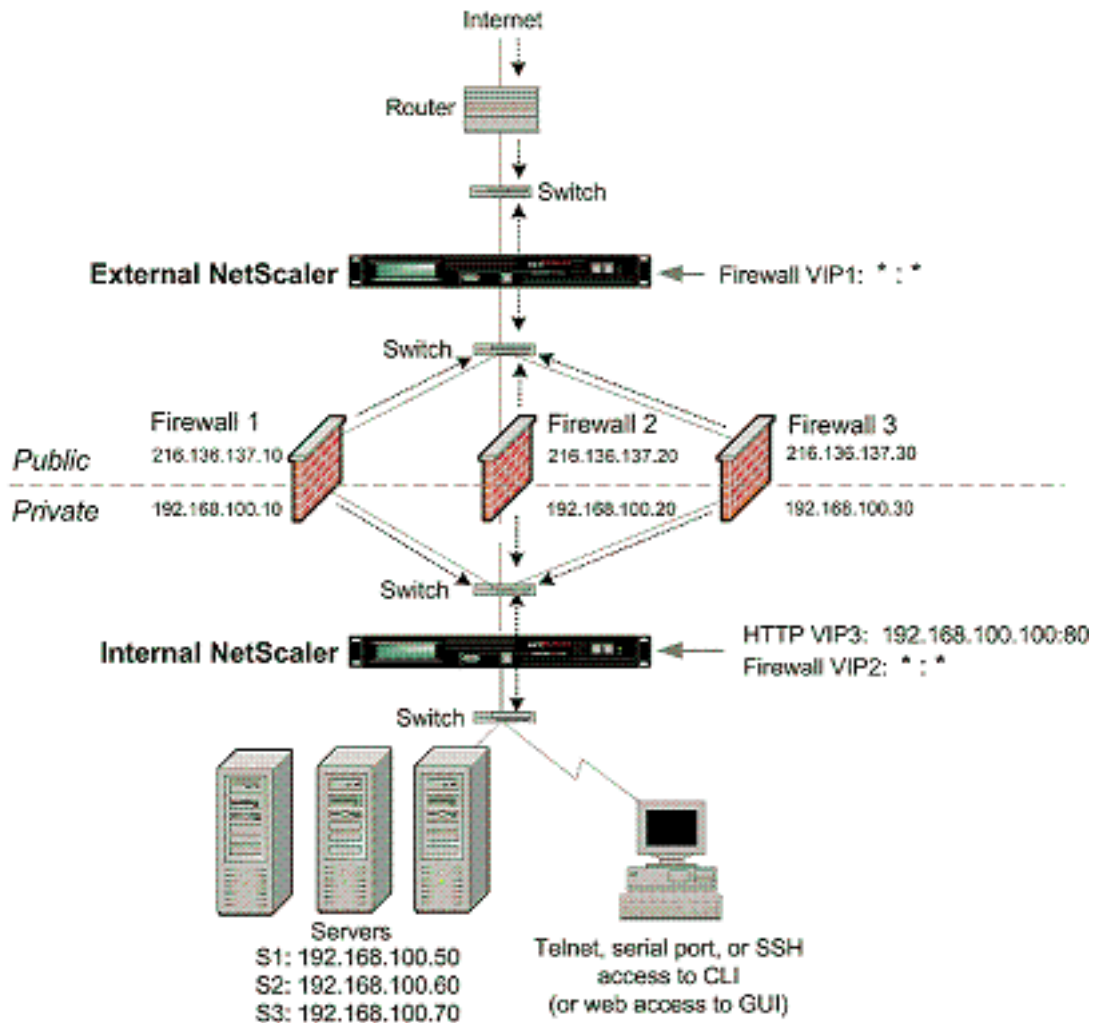 Internet
Router
Switch
External NetScaler
Firewall VIP1: * : *
Switch
Firewall 1
Firewall 2
Firewall 3
Public
216.136.137.10
216.136.137.20
216.136.137.30
Private
192.168.100.10
192.168.100.20
192.168.100.30
Switch
Internal NetScaler
HTTP VIP3: 192.168.100.100:80
Firewall VIP2: * : *
Switch
Servers
S1: 192.168.100.50
S2: 192.168.100.60
S3: 192.168.100.70
Telnet, serial port, or SSH
access to CLI
(or web access to GUI)